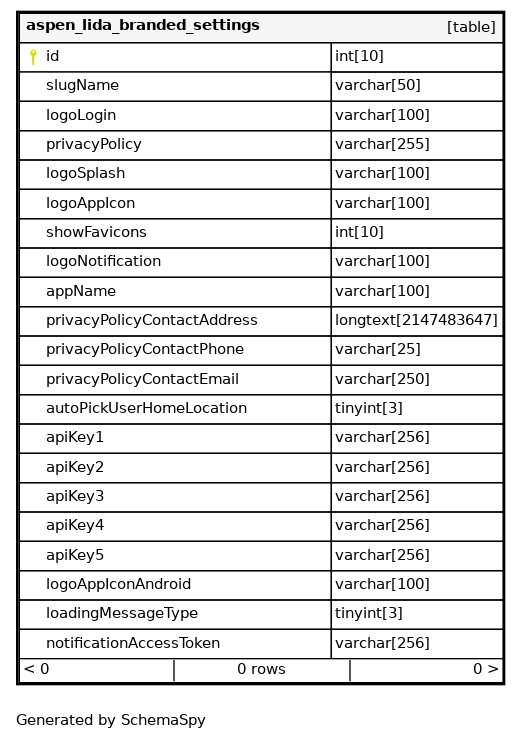 aspen_lida_branded_settings [table]
id int[10]
slugName varchar[50]
logoLogin varchar[100]
privacyPolicy varchar[255]
logoSplash varchar[100]
logoAppIcon varchar[100]
showFavicons int[10]
logoNotification varchar[100]
appName varchar[100]
privacyPolicyContactAddress longtext[2147483647]
privacyPolicyContactPhone varchar[25]
privacyPolicyContactEmail varchar[250]
autoPickUserHomeLocation tinyint[3]
apiKey1 varchar[256]
apiKey2 varchar[256]
apiKey3 varchar[256]
apiKey4 varchar[256]
apiKey5 varchar[256]
logoAppIconAndroid varchar[100]
loadingMessageType tinyint[3]
notificationAccessToken varchar[256]
< 0 0 rows 0 >
Generated by SchemaSpy